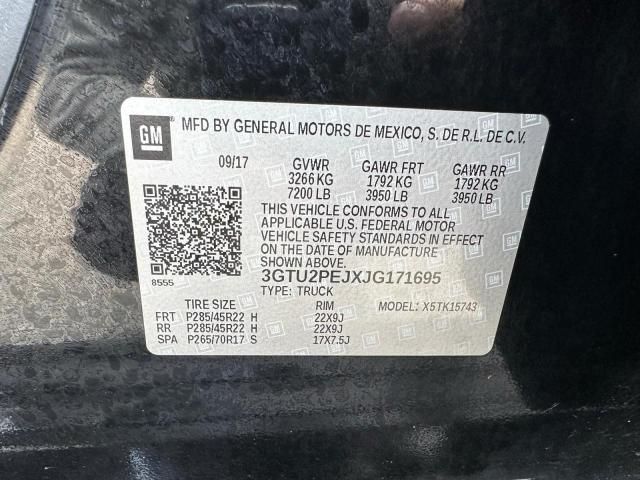 GM MFD BY GENERAL MOTORS DE MEXICO, S. DE R.L. DE C.V.
09/17 GVWR GAWR FRT GAWR RR
3266 KG 1792 KG 1792 KG
7200 LB 3950 LB 3950 LB
THIS VEHICLE CONFORMS TO ALL
APPLICABLE U.S. FEDERAL MOTOR
VEHICLE SAFETY STANDARDS IN EFFECT
ON THE DATE OF MANUFACTURE
SHOWN ABOVE.
8555 3GTU2PEJXJG171695
TYPE: TRUCK
TIRE SIZE RIM MODEL: X5TK15743
FRT P285/45R22 H 22X9J
RR P285/45R22 H 22X9J
SPA P265/70R17 S 17X7.5J